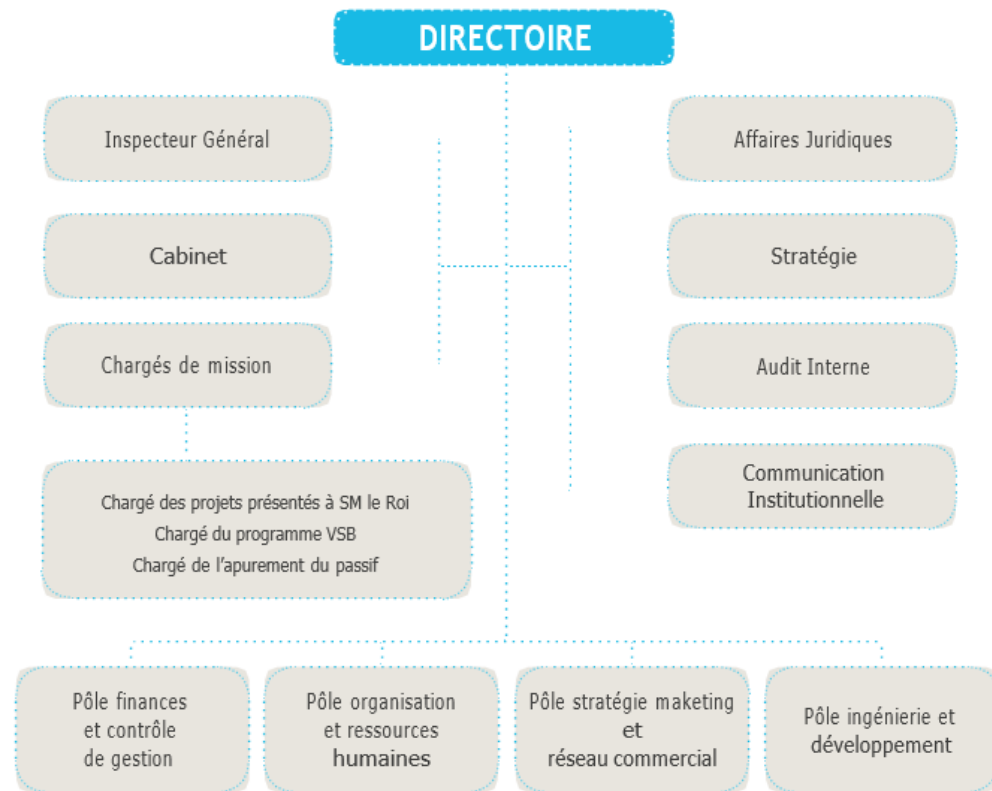 DIRECTOIRE
Inspecteur Général
Affaires Juridiques
Cabinet
Stratégie
Chargés de mission
Audit Interne
Communication
Institutionnelle
Chargé des projets présentés à SM le Roi
Chargé du programme VSB
Chargé de l'apurement du passif
Pôle finances
et contrôle
de gestion
Pôle organisation
et ressources
humaines
Pôle stratégie maketing
et
réseau commercial
Pôle ingénierie et
développement